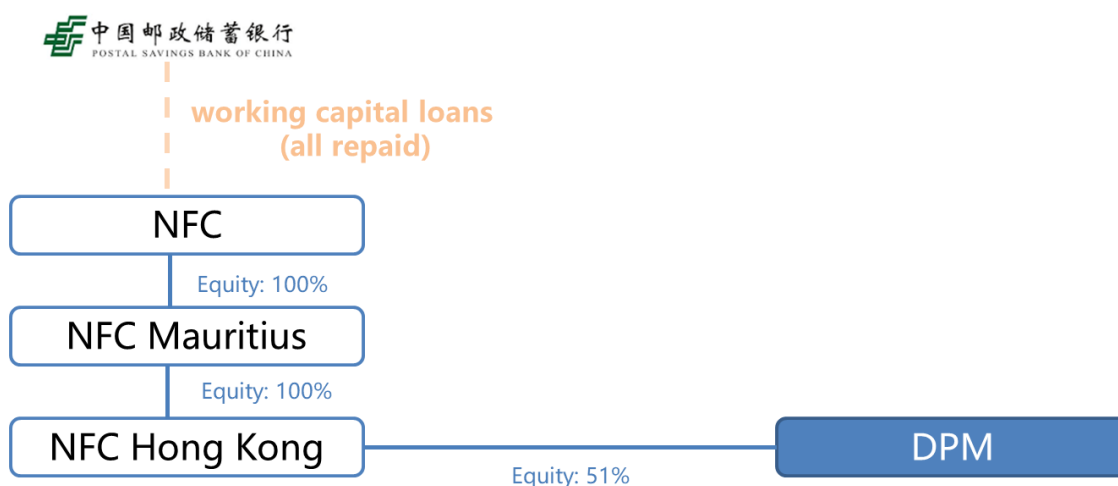 中国邮政储蓄银行
POSTAL SAVINGS BANK OF CHINA
working capital loans
(all repaid)
NFC
Equity: 100%
NFC Mauritius
Equity: 100%
NFC Hong Kong
DPM
Equity: 51%